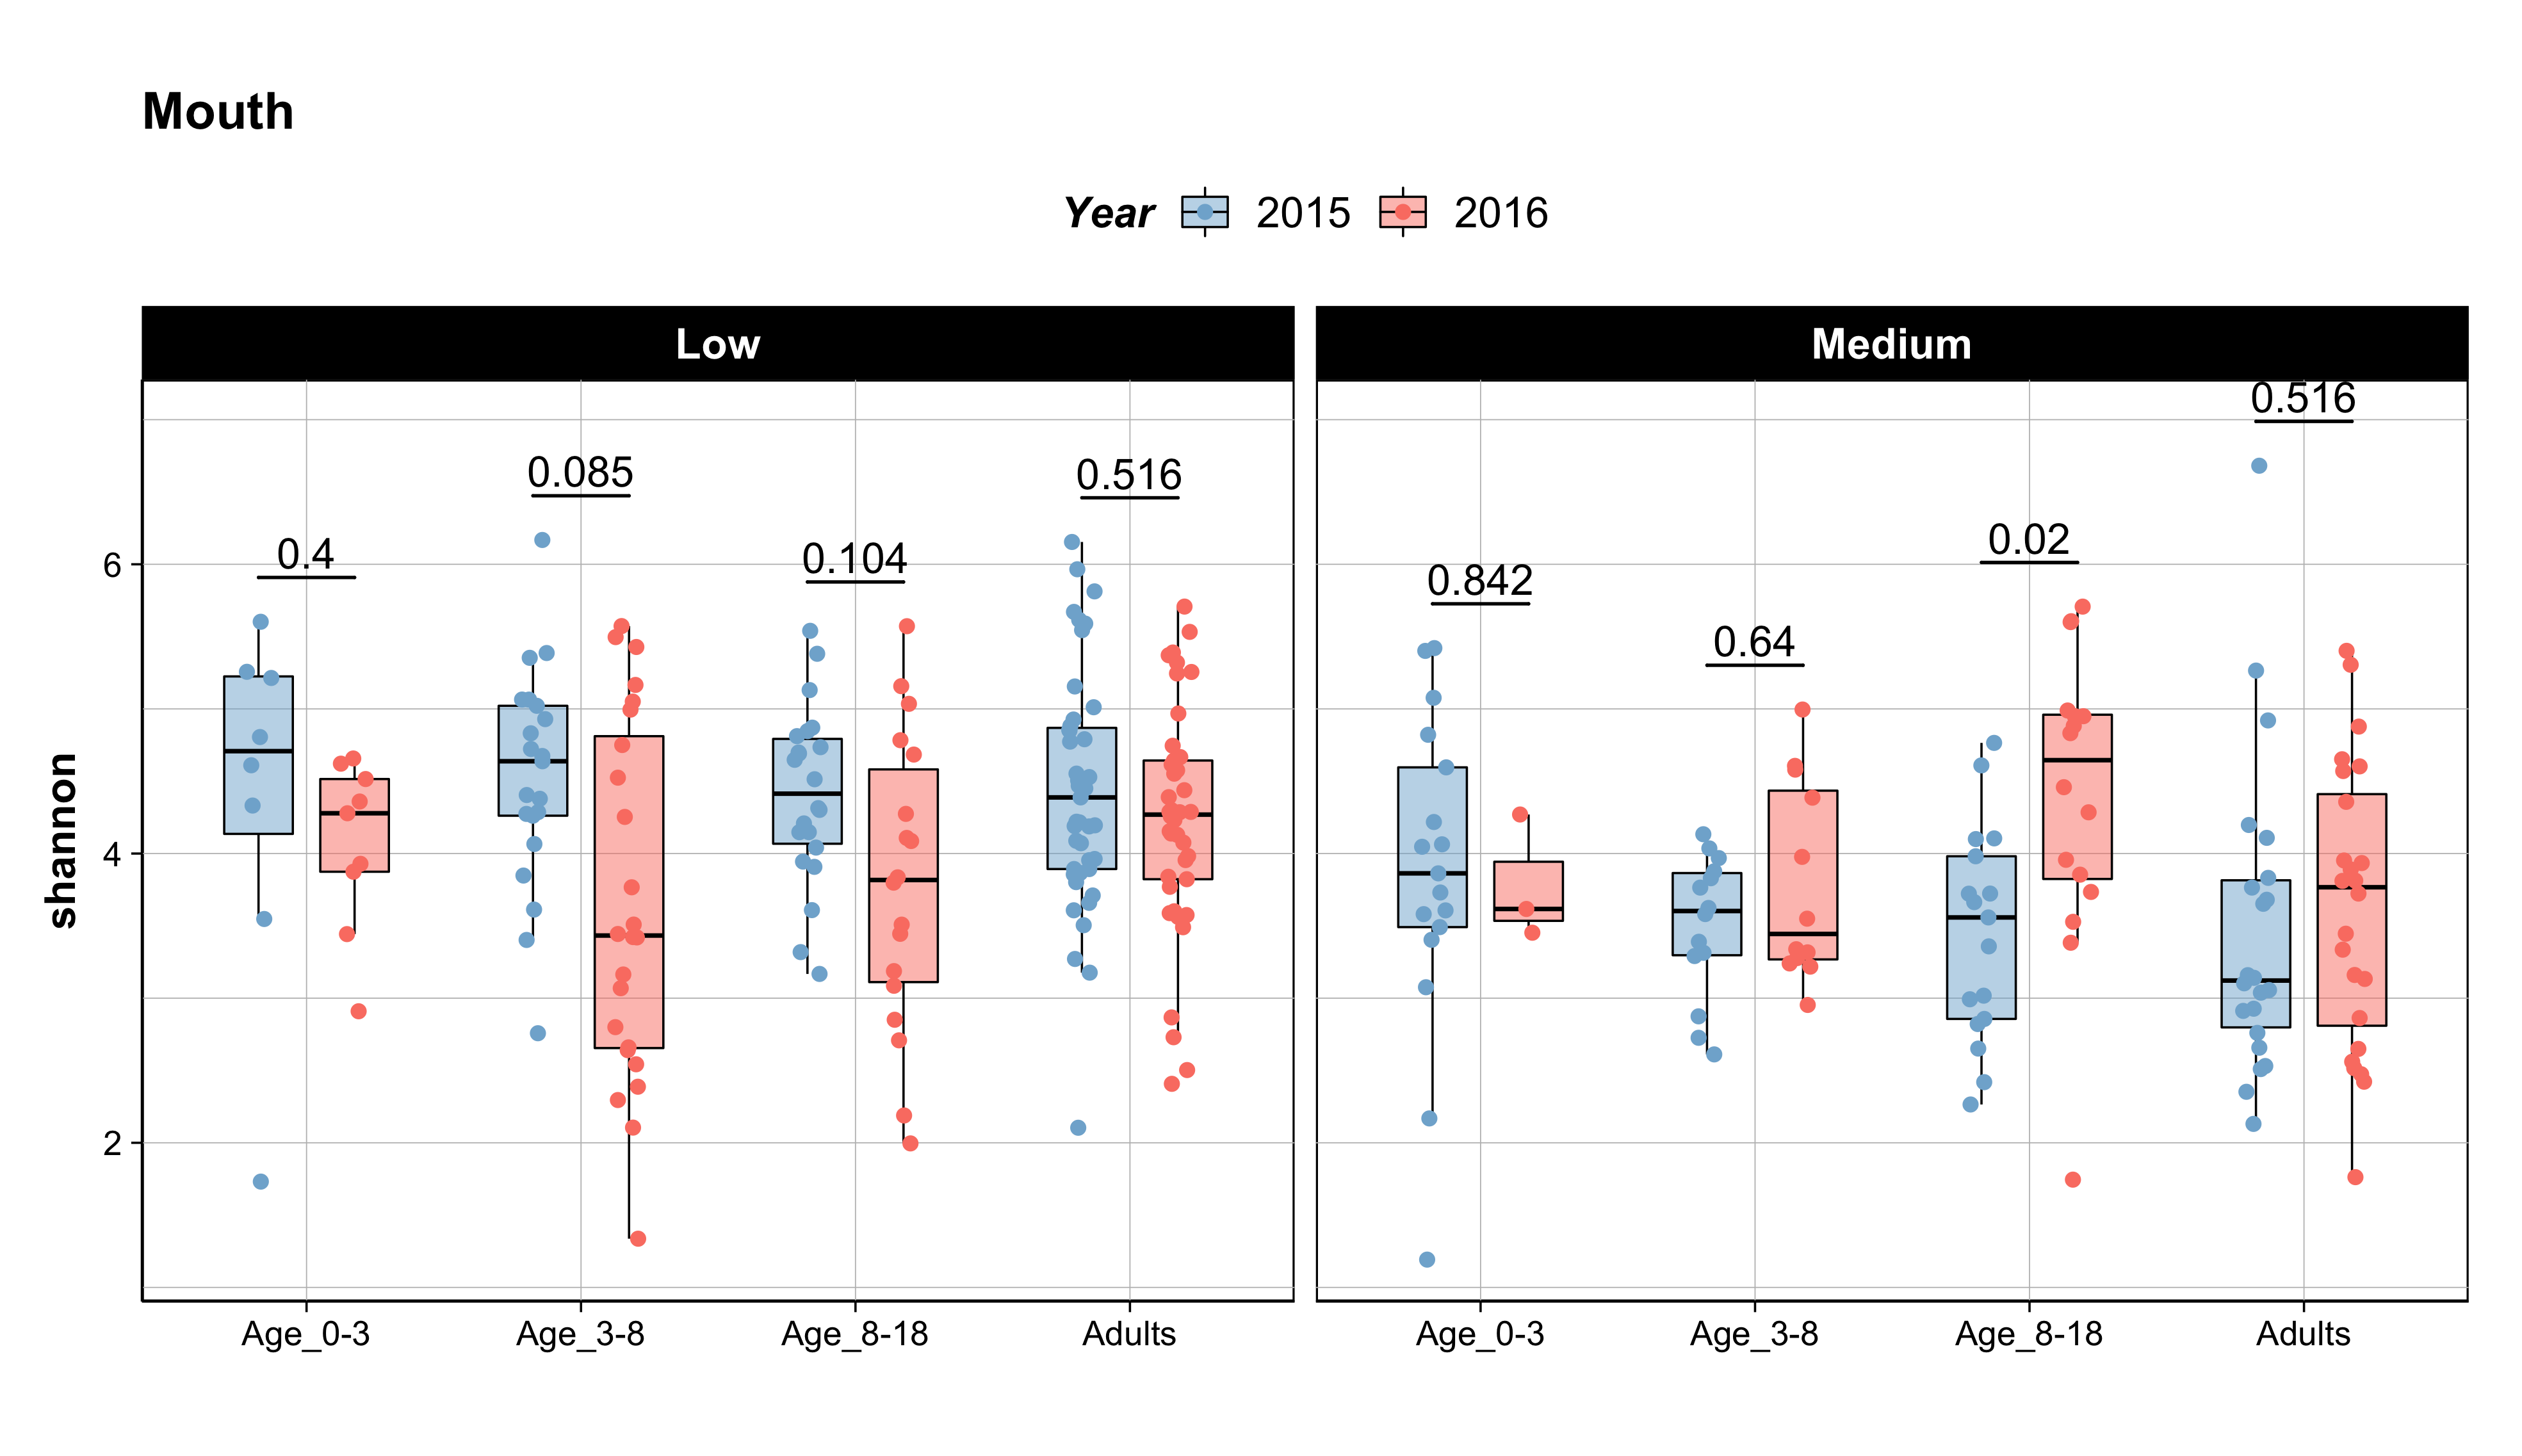 Mouth
Year 2015 2016
Low Medium
0.516
0.085 0.516
0.4 0.104 0.842 0.64 0.02
6
4
2
shannon
Age_0-3 Age_3-8 Age_8-18 Adults Age_0-3 Age_3-8 Age_8-18 Adults